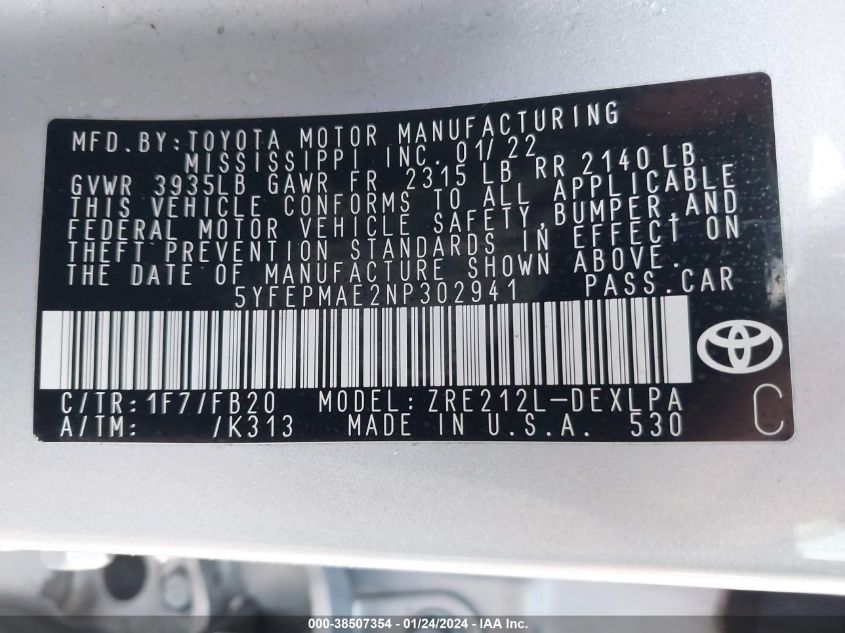 MFD. BY: TOYOTA MOTOR MANUFACTURING
MISSISSIPPI INC. 01/22
GVWR 3935LB GAWR FR 2315 LB RR 2140LB
THIS VEHICLE CONFORMS TO ALL APPLICABLE
FEDERAL MOTOR VEHICLE SAFETY, BUMPER, AND
THEFT PREVENTION STANDARDS IN EFFECT ON
THE DATE OF MANUFACTURE SHOWN ABOVE.
5YFEPMAE2NP302941 PASS. CAR
C/TR: 1F7/FB20 MODEL: ZRE212L-DEXLPA
A/TM: /K313 MADE IN U.S.A. 530
C
000-38507354 - 01/24/2024 - IAA Inc.